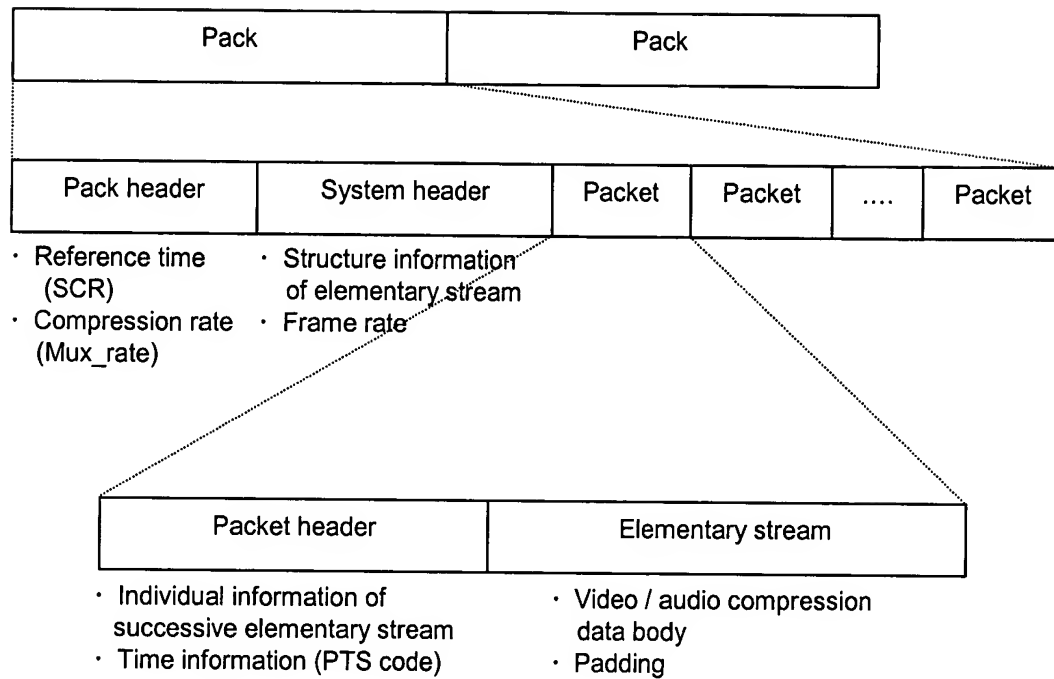 Pack
Pack
Pack header
System header
Packet
Packet
....
Packet
· Reference time
(SCR)
· Compression rate
(Mux_rate)
· Structure information
of elementary stream
· Frame rate
Packet header
Elementary stream
· Individual information of
successive elementary stream
· Time information (PTS code)
· Video / audio compression
data body
· Padding